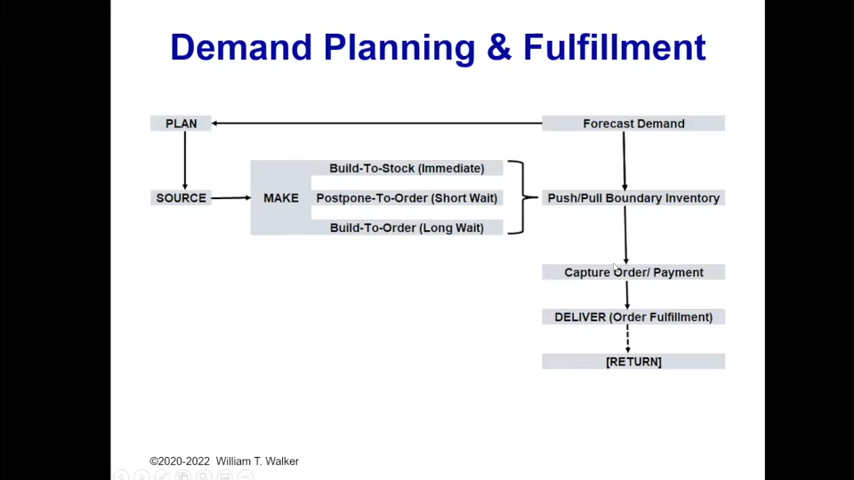 Demand Planning & Fulfillment
PLAN
Forecast Demand
Build-To-Stock (Immediate)
SOURCE
MAKE
Postpone-To-Order (Short Wait)
Push/Pull Boundary Inventory
Build-To-Order (Long Wait)
Capture Order/ Payment
DELIVER (Order Fulfillment)
[RETURN]
©2020-2022 William T. Walker